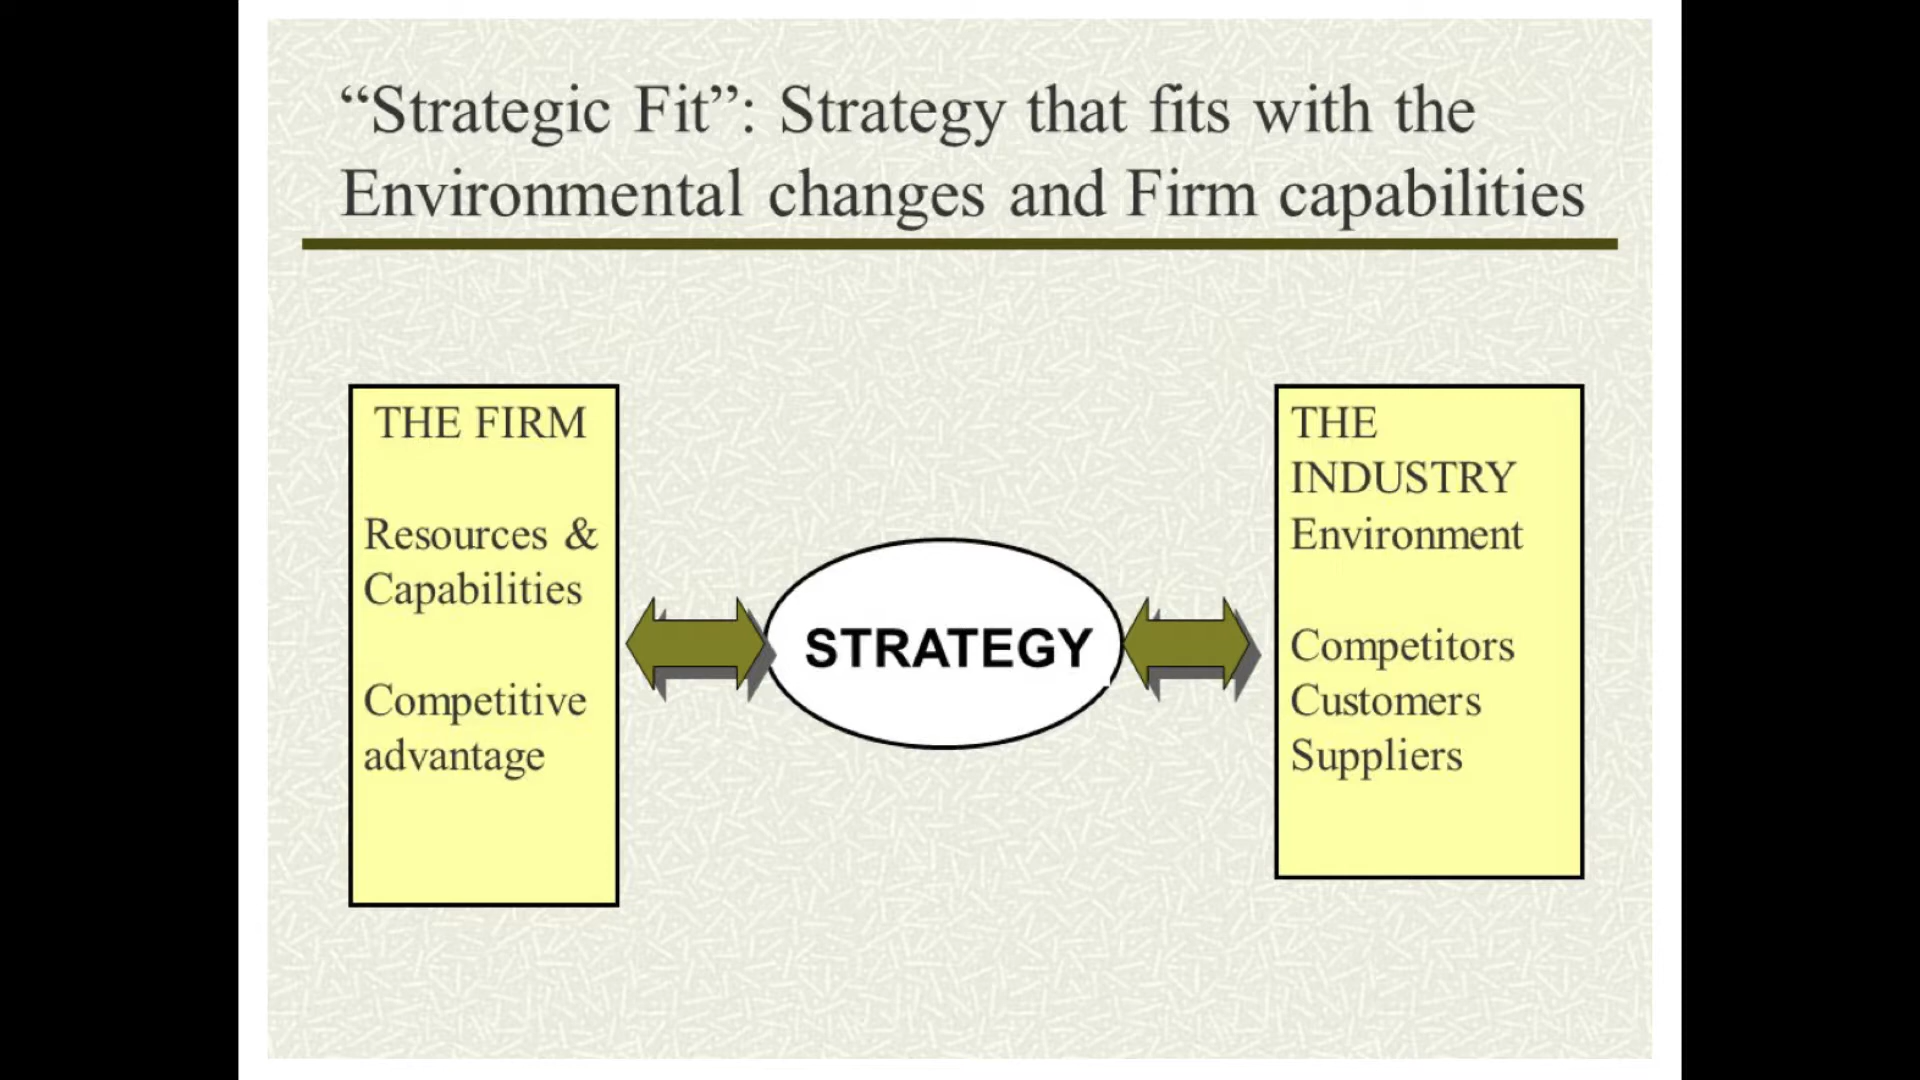 “Strategic Fit”: Strategy that fits with the
Environmental changes and Firm capabilities
THE FIRM
Resources &
Capabilities
Competitive
advantage
STRATEGY
THE
INDUSTRY
Environment
Competitors
Customers
Suppliers